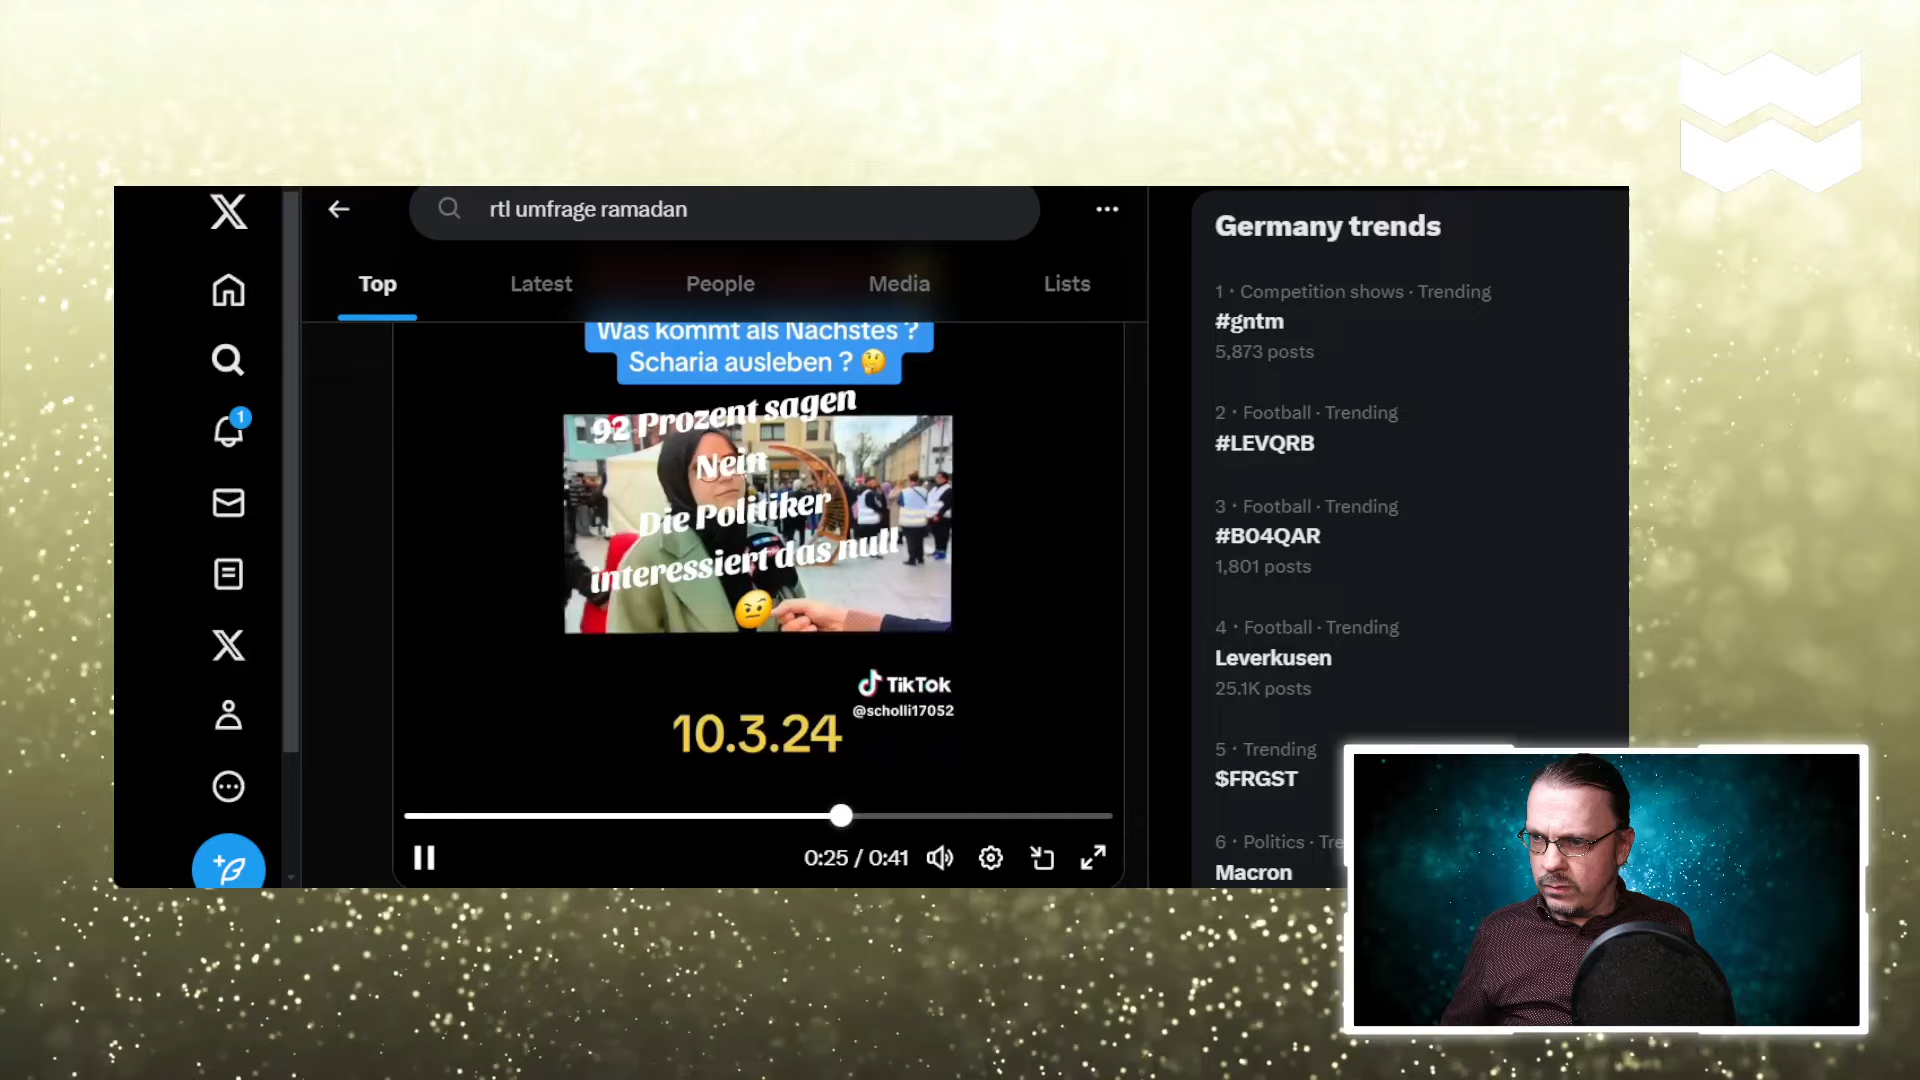 rtl umfrage ramadan
Top
Latest
People
Media
Lists
Was kommt als Nächstes ?
Scharia ausleben ? 🤔
92 Prozent sagen
Nein
Die Politiker
interessiert das null
🤨
TikTok
@scholli17052
10.3.24
0:25 / 0:41
1
Germany trends
1 · Competition shows · Trending
#gntm
5,873 posts
2 · Football · Trending
#LEVQRB
3 · Football · Trending
#B04QAR
1,801 posts
4 · Football · Trending
Leverkusen
25.1K posts
5 · Trending
$FRGST
6 · Politics · Tre
Macron